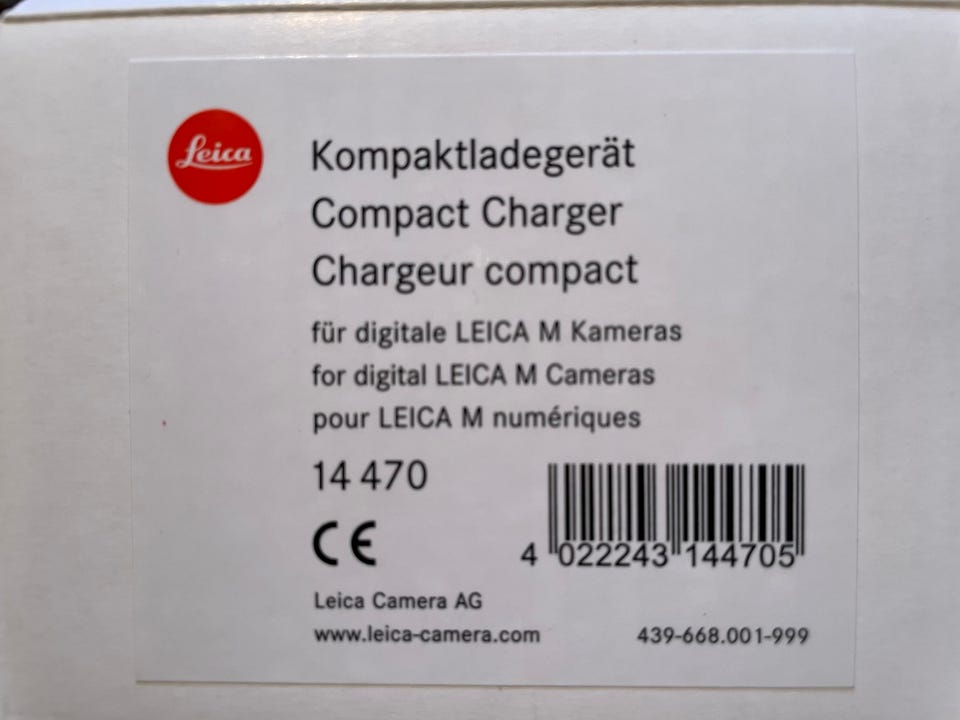 Leica
Kompaktladegerät
Compact Charger
Chargeur compact
für digitale LEICA M Kameras
for digital LEICA M Cameras
pour LEICA M numériques
14 470
CE
4 022243 144705
Leica Camera AG
www.leica-camera.com 439-668.001-999